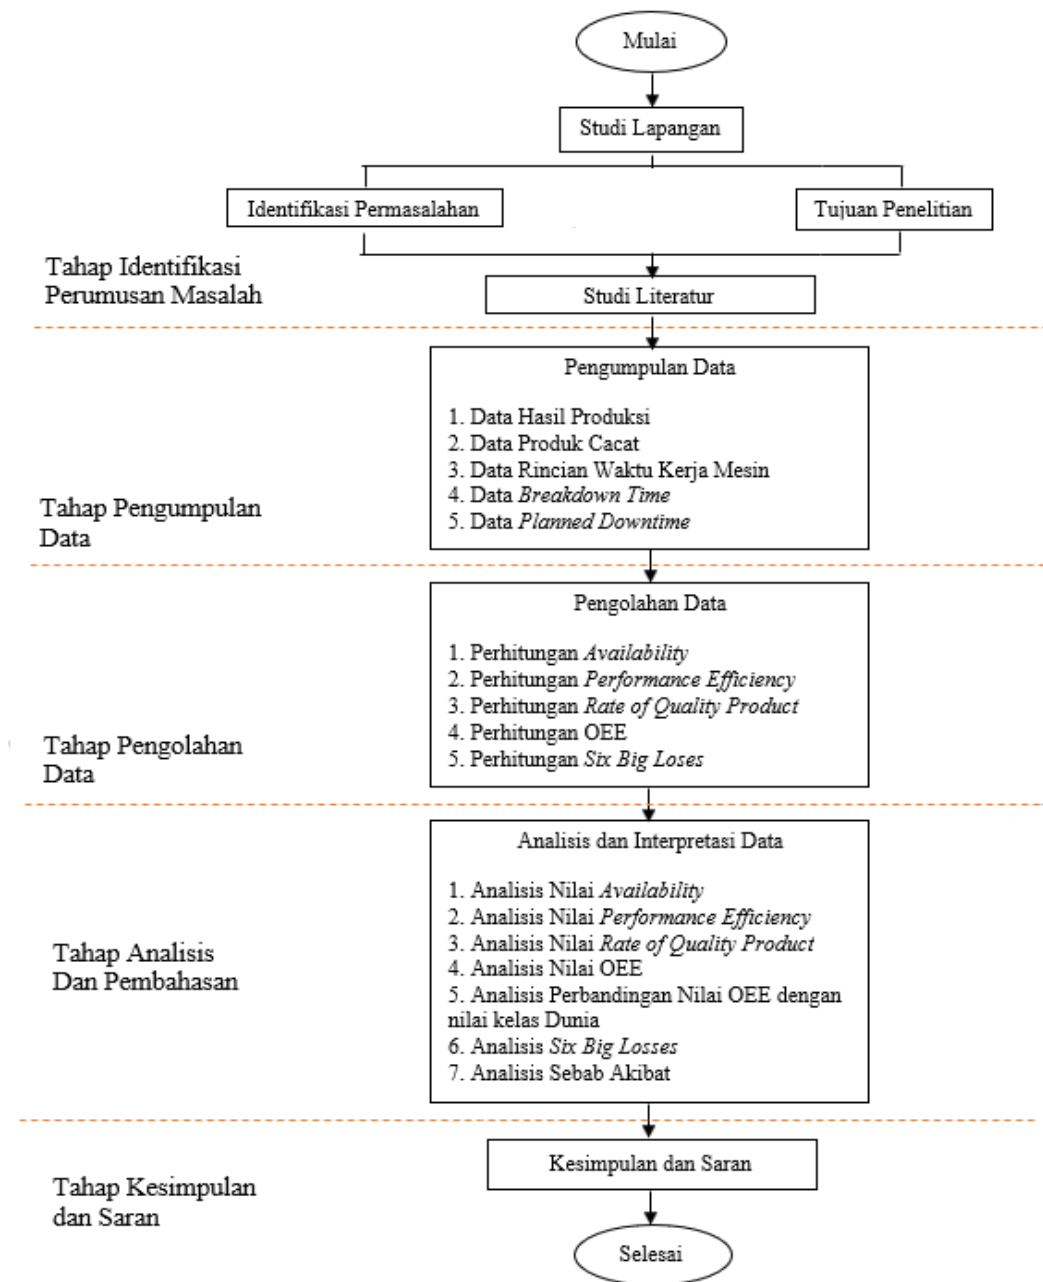 Mulai
Studi Lapangan
Identifikasi Permasalahan
Tujuan Penelitian
Tahap Identifikasi
Perumusan Masalah
Studi Literatur
Pengumpulan Data
1. Data Hasil Produksi
2. Data Produk Cacat
3. Data Rincian Waktu Kerja Mesin
4. Data Breakdown Time
5. Data Planned Downtime
Tahap Pengumpulan
Data
Pengolahan Data
1. Perhitungan Availability
2. Perhitungan Performance Efficiency
3. Perhitungan Rate of Quality Product
4. Perhitungan OEE
5. Perhitungan Six Big Loses
Tahap Pengolahan
Data
Analisis dan Interpretasi Data
1. Analisis Nilai Availability
2. Analisis Nilai Performance Efficiency
3. Analisis Nilai Rate of Quality Product
4. Analisis Nilai OEE
5. Analisis Perbandingan Nilai OEE dengan
nilai kelas Dunia
6. Analisis Six Big Losses
7. Analisis Sebab Akibat
Tahap Analisis
Dan Pembahasan
Kesimpulan dan Saran
Tahap Kesimpulan
dan Saran
Selesai